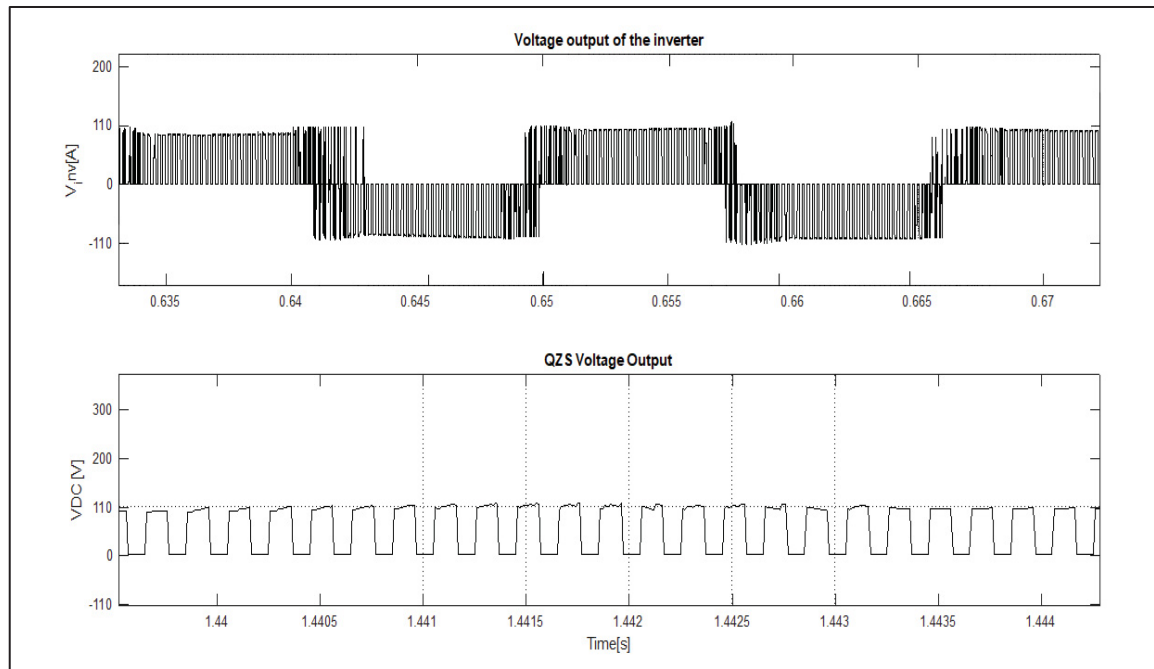 Voltage output of the inverter
V_inv[A]
200
110
0
-110
0.635 0.64 0.645 0.65 0.655 0.66 0.665 0.67
QZS Voltage Output
VDC [V]
300
200
110
0
-110
1.44 1.4405 1.441 1.4415 1.442 1.4425 1.443 1.4435 1.444
Time[s]